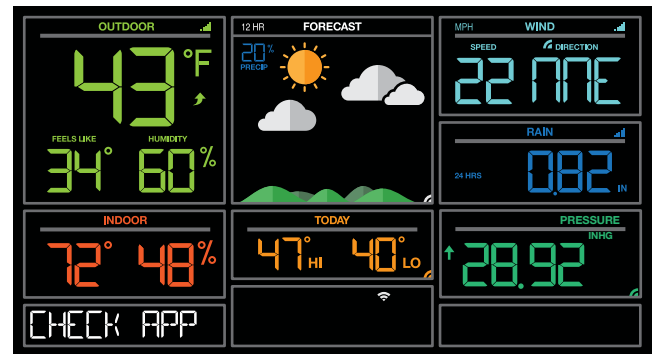 OUTDOOR
43°F
FEELS LIKE
34°
HUMIDITY
60%
12 HR FORECAST
20%
PRECIP
MPH WIND
SPEED
22
DIRECTION
NNE
RAIN
24 HRS 0.82 IN
INDOOR
72° 48%
TODAY
47° HI 40° LO
PRESSURE
INHG
28.92
CHECK APP